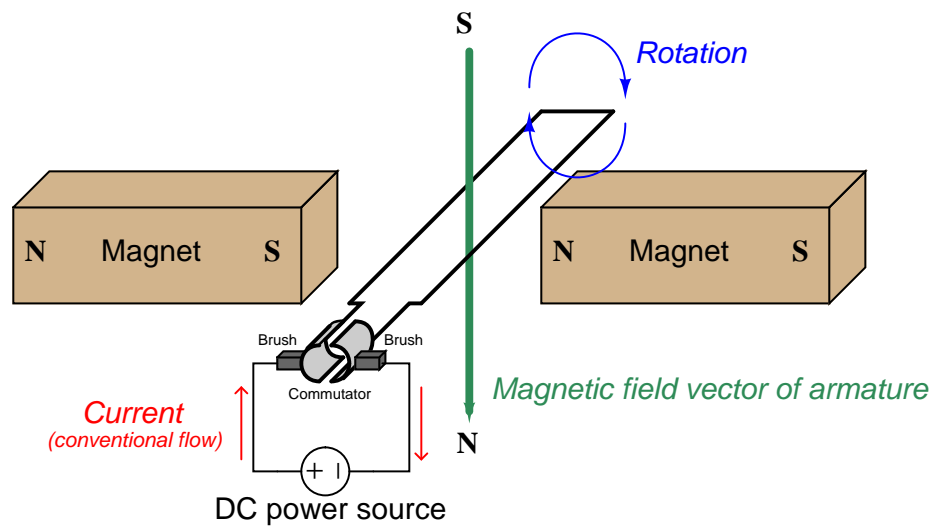 S
Rotation
N Magnet S
N Magnet S
Brush
Brush
Commutator
Magnetic field vector of armature
Current
(conventional flow)
N
+ –
DC power source